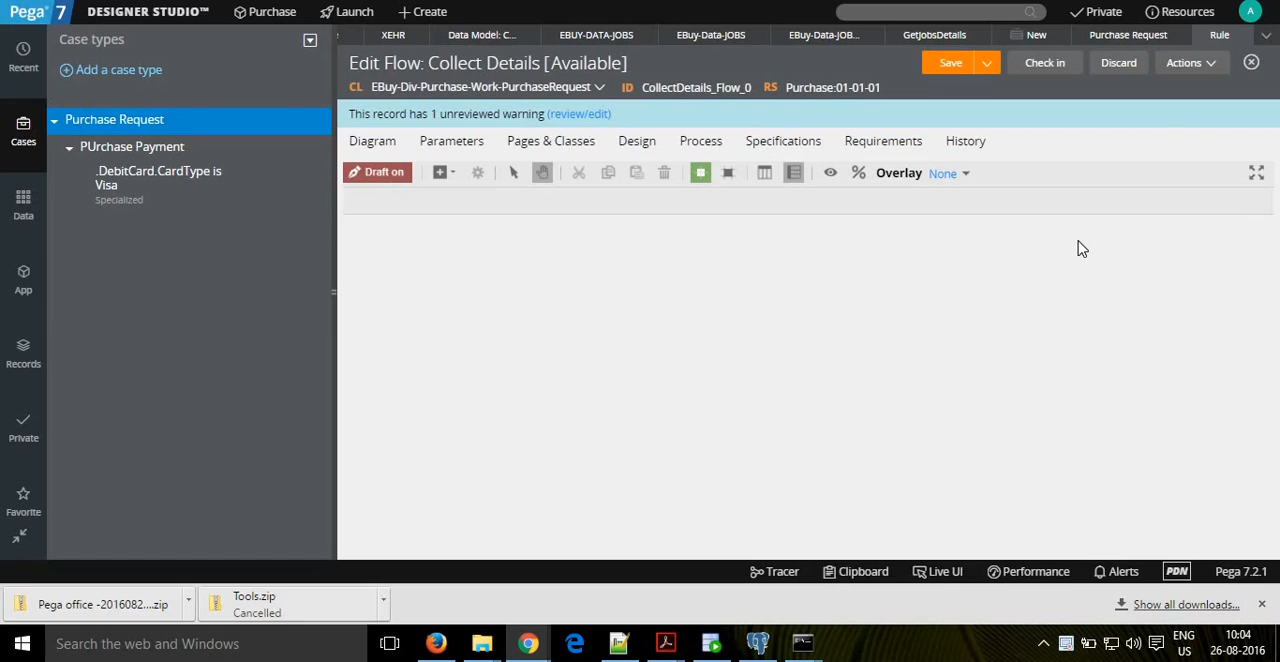 Pega 7 DESIGNER STUDIO™ Purchase Launch Create Private Resources A
Recent
Cases
Data
App
Records
Private
Favorite
Case types
Add a case type
Purchase Request
PUrchase Payment
.DebitCard.CardType is
Visa
Specialized
XEHR Data Model: C... EBUY-DATA-JOBS EBuy-Data-JOBS EBuy-Data-JOB... GetJobsDetails New Purchase Request Rule
Edit Flow: Collect Details [Available] Save Check in Discard Actions
CL EBuy-Div-Purchase-Work-PurchaseRequest ID CollectDetails_Flow_0 RS Purchase:01-01-01
This record has 1 unreviewed warning (review/edit)
Diagram Parameters Pages & Classes Design Process Specifications Requirements History
Draft on % Overlay None
Tracer Clipboard Live UI Performance Alerts PDN Pega 7.2.1
Pega office -2016082....zip
Tools.zip
Cancelled
Show all downloads...
Search the web and Windows
ENG
US
10:04
26-08-2016